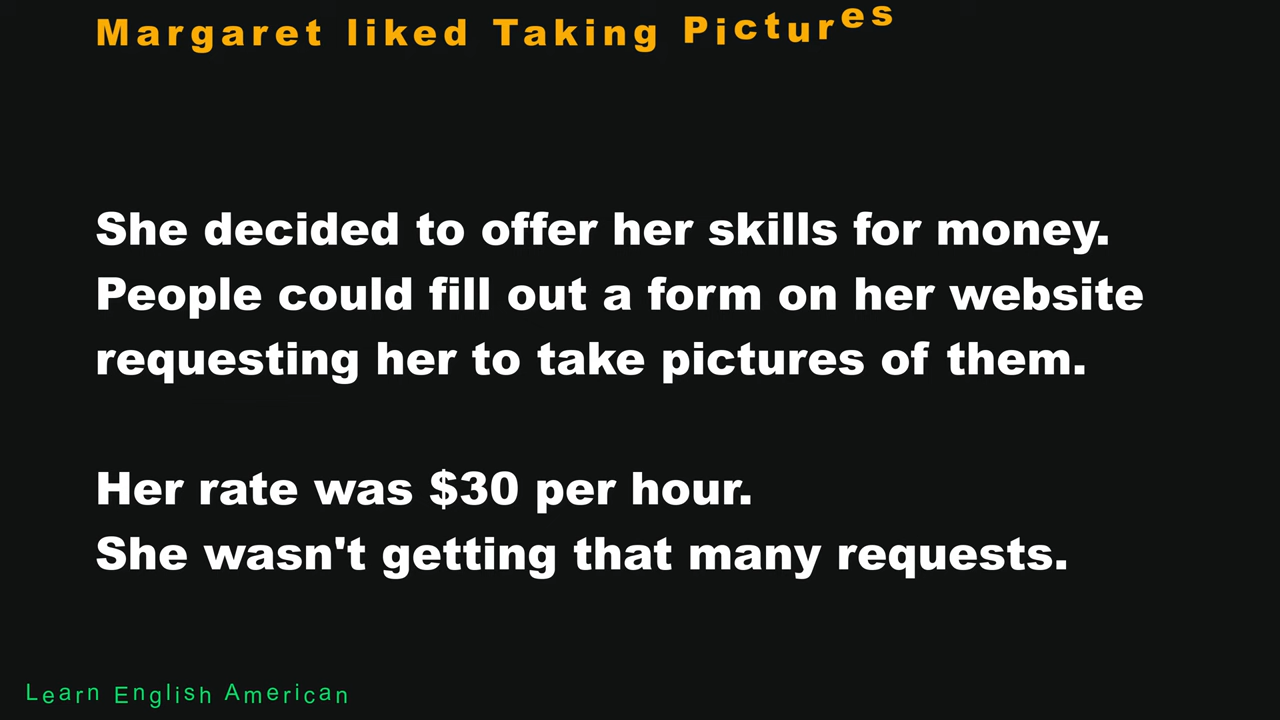 Margaret liked Taking Pictures
She decided to offer her skills for money.
People could fill out a form on her website
requesting her to take pictures of them.
Her rate was $30 per hour.
She wasn't getting that many requests.
Learn English American